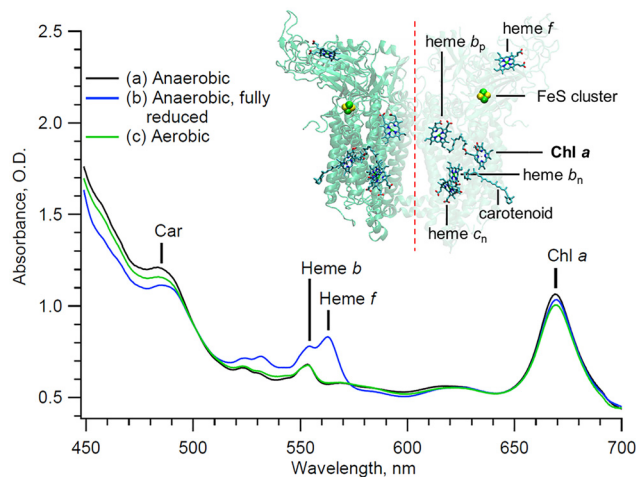 2.5
2.0
1.5
1.0
0.5
Absorbance, O.D.
450
500
550
600
650
700
Wavelength, nm
(a) Anaerobic
(b) Anaerobic, fully
reduced
(c) Aerobic
Car
Heme b
Heme f
Chl a
heme bp
heme f
FeS cluster
Chl a
heme bn
carotenoid
heme cn